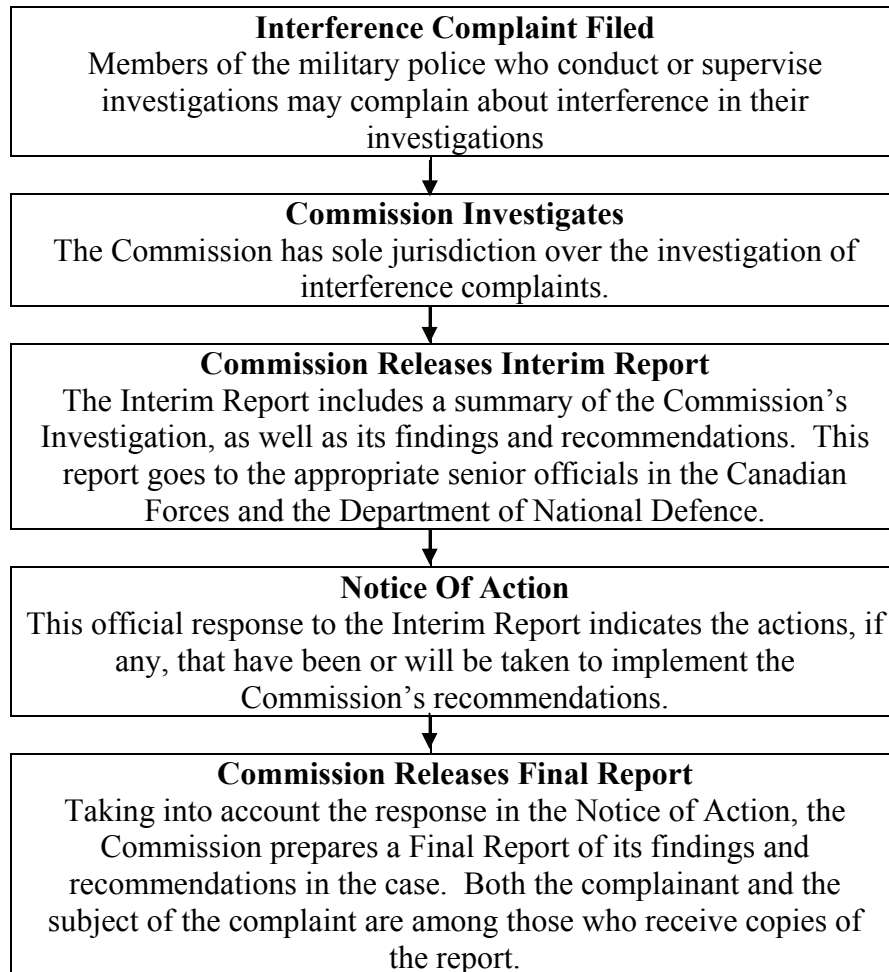 Interference Complaint Filed
Members of the military police who conduct or supervise
investigations may complain about interference in their
investigations
Commission Investigates
The Commission has sole jurisdiction over the investigation of
interference complaints.
Commission Releases Interim Report
The Interim Report includes a summary of the Commission’s
Investigation, as well as its findings and recommendations.  This
report goes to the appropriate senior officials in the Canadian
Forces and the Department of National Defence.
Notice Of Action
This official response to the Interim Report indicates the actions, if
any, that have been or will be taken to implement the
Commission’s recommendations.
Commission Releases Final Report
Taking into account the response in the Notice of Action, the
Commission prepares a Final Report of its findings and
recommendations in the case.  Both the complainant and the
subject of the complaint are among those who receive copies of
the report.